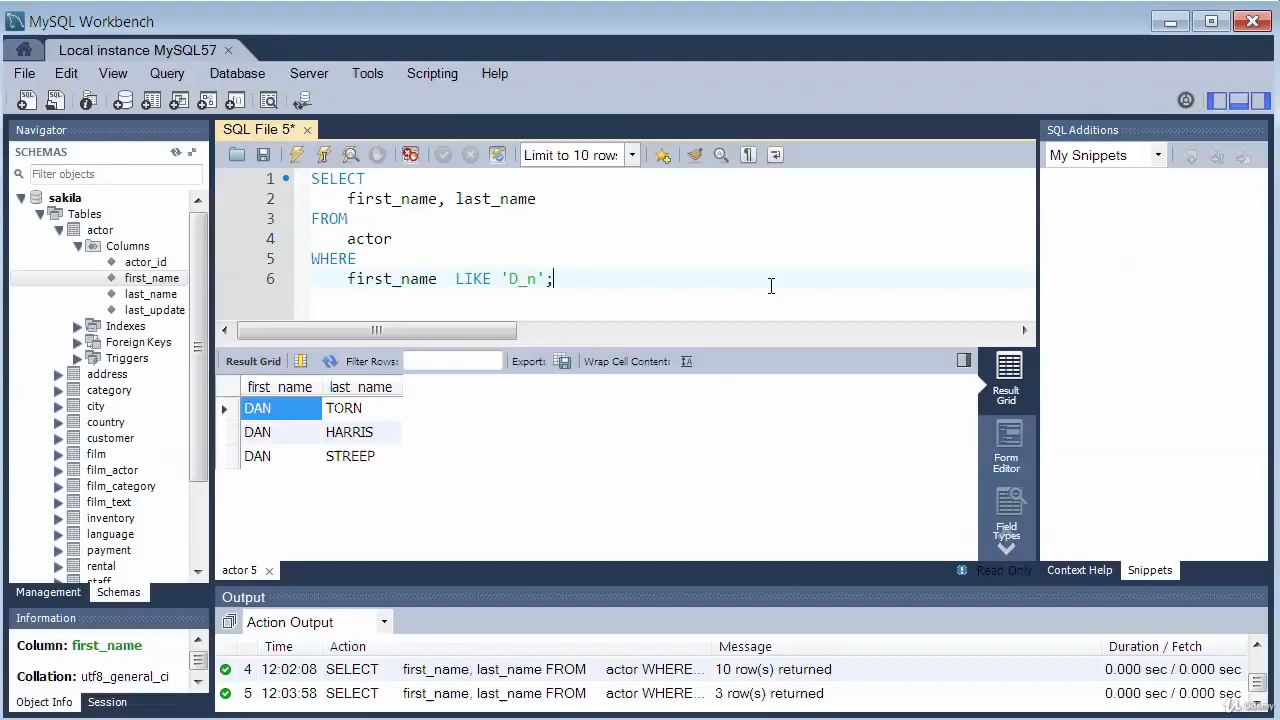 MySQL Workbench
Local instance MySQL57
File Edit View Query Database Server Tools Scripting Help
Navigator
SCHEMAS
Filter objects
sakila
Tables
actor
Columns
actor_id
first_name
last_name
last_update
Indexes
Foreign Keys
Triggers
address
category
city
country
customer
film
film_actor
film_category
film_text
inventory
language
payment
rental
staff
Management Schemas
Information
Column: first_name
Collation: utf8_general_ci
Object Info Session
SQL File 5*
Limit to 10 rows
1 SELECT
2 first_name, last_name
3 FROM
4 actor
5 WHERE
6 first_name  LIKE 'D_n';
Result Grid Filter Rows: Export: Wrap Cell Content:
first_name last_name
DAN TORN
DAN HARRIS
DAN STREEP
Result
Grid
Form
Editor
Field
Types
actor 5
Read Only
SQL Additions
My Snippets
Context Help Snippets
Output
Action Output
Time Action Message Duration / Fetch
4 12:02:08 SELECT first_name, last_name FROM actor WHERE... 10 row(s) returned 0.000 sec / 0.000 sec
5 12:03:58 SELECT first_name, last_name FROM actor WHERE... 3 row(s) returned 0.000 sec / 0.000 sec
Udemy